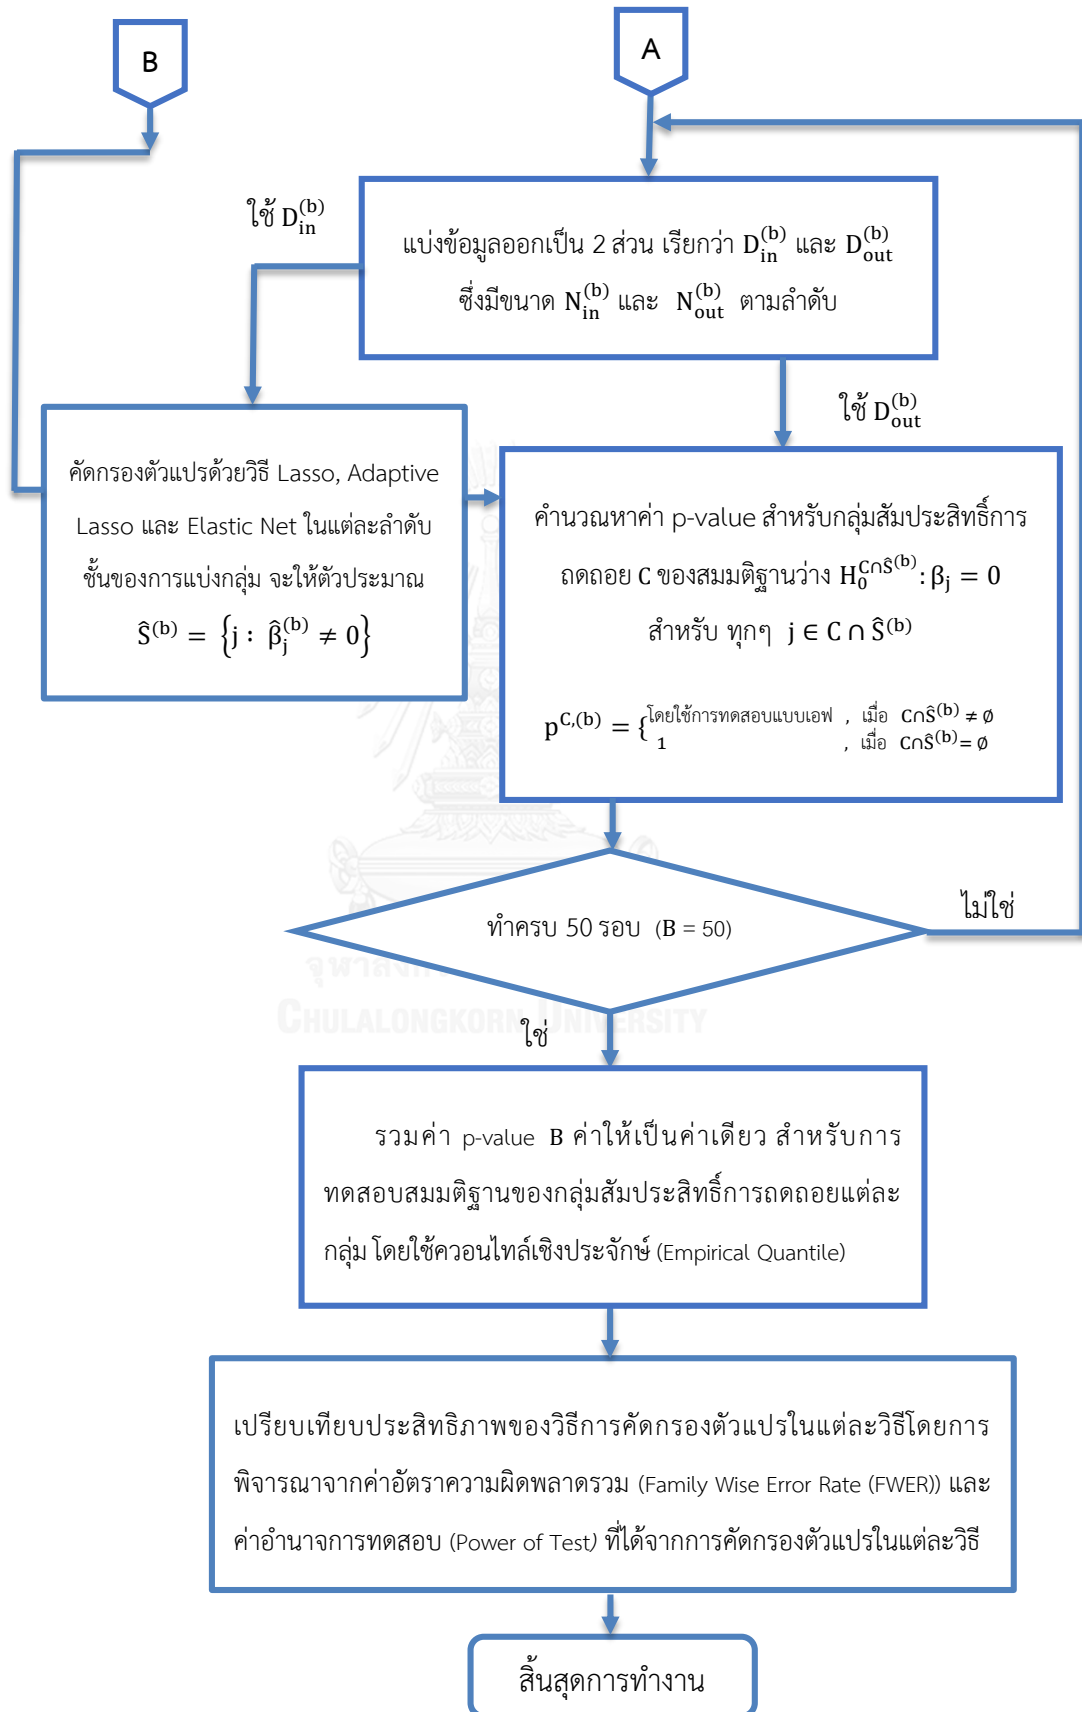 B
A
ใช้ D_in^(b)
แบ่งข้อมูลออกเป็น 2 ส่วน เรียกว่า D_in^(b) และ D_out^(b)
ซึ่งมีขนาด N_in^(b) และ N_out^(b) ตามลำดับ
ใช้ D_out^(b)
คัดกรองตัวแปรด้วยวิธี Lasso, Adaptive
Lasso และ Elastic Net ในแต่ละลำดับ
ชั้นของการแบ่งกลุ่ม จะให้ตัวประมาณ
Ŝ^(b) = {j : β̂_j^(b) ≠ 0}
คำนวณหาค่า p-value สำหรับกลุ่มสัมประสิทธิ์การ
ถดถอย C ของสมมติฐานว่าง H_0^{C∩Ŝ^(b)}: β_j = 0
สำหรับ ทุกๆ j ∈ C ∩ Ŝ^(b)
p^{C,(b)} = { โดยใช้การทดสอบแบบเอฟ , เมื่อ C∩Ŝ^(b) ≠ ∅
1 , เมื่อ C∩Ŝ^(b) = ∅
ทำครบ 50 รอบ (B = 50)
ไม่ใช่
จุฬาลงก
CHULALONGKORN UNIVERSITY
ใช่
รวมค่า p-value B ค่าให้เป็นค่าเดียว สำหรับการ
ทดสอบสมมติฐานของกลุ่มสัมประสิทธิ์การถดถอยแต่ละ
กลุ่ม โดยใช้ควอนไทล์เชิงประจักษ์ (Empirical Quantile)
เปรียบเทียบประสิทธิภาพของวิธีการคัดกรองตัวแปรในแต่ละวิธีโดยการ
พิจารณาจากค่าอัตราความผิดพลาดรวม (Family Wise Error Rate (FWER)) และ
ค่าอำนาจการทดสอบ (Power of Test) ที่ได้จากการคัดกรองตัวแปรในแต่ละวิธี
สิ้นสุดการทำงาน